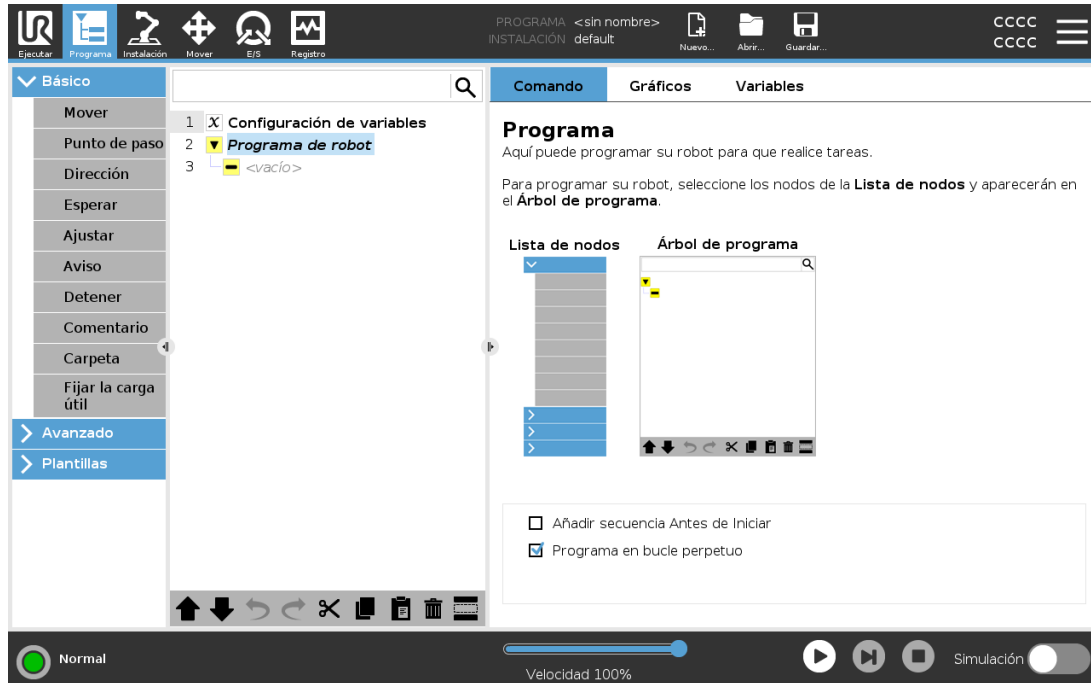 PROGRAMA <sin nombre>
INSTALACIÓN default
CCCC
CCCC
UR
Ejecutar Programa Instalación Mover E/S Registro Nuevo... Abrir... Guardar...
Básico
Mover
Punto de paso
Dirección
Esperar
Ajustar
Aviso
Detener
Comentario
Carpeta
Fijar la carga
útil
Avanzado
Plantillas
1 X Configuración de variables
2 Programa de robot
3 <vacío>
Comando Gráficos Variables
Programa
Aquí puede programar su robot para que realice tareas.
Para programar su robot, seleccione los nodos de la Lista de nodos y aparecerán en
el Árbol de programa.
Lista de nodos Árbol de programa
Añadir secuencia Antes de Iniciar
Programa en bucle perpetuo
Normal
Velocidad 100%
Simulación